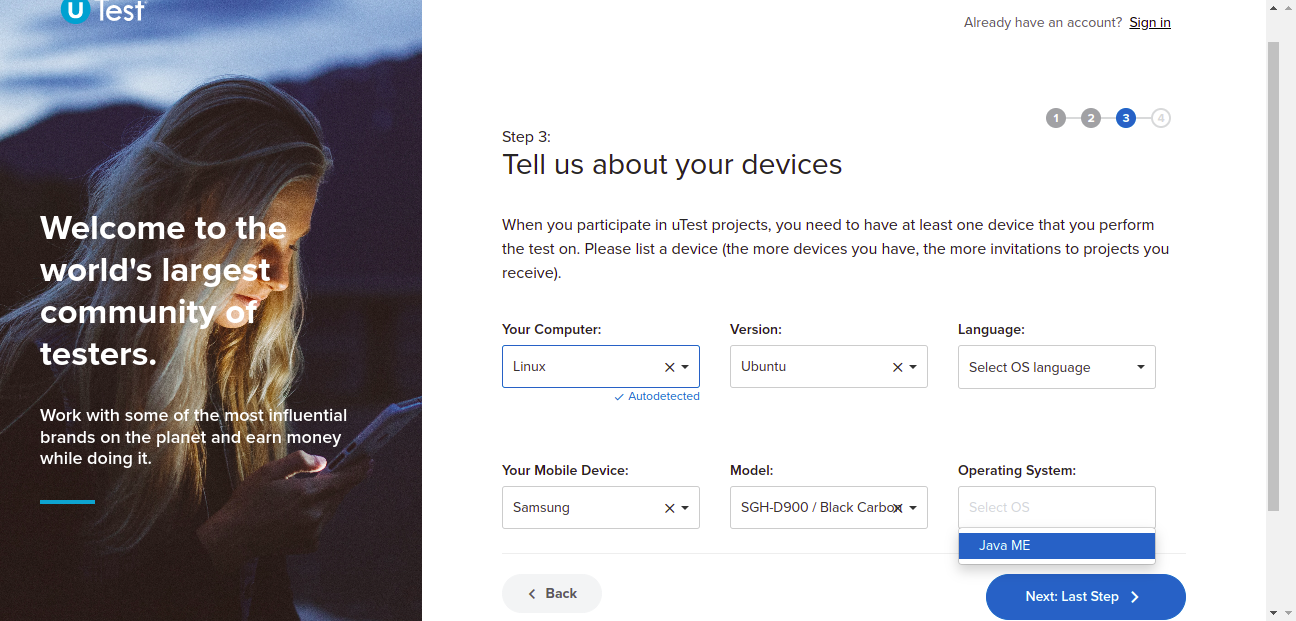 U Test
Already have an account? Sign in
1 2 3 4
Step 3:
Tell us about your devices
Welcome to the
world's largest
community of
testers.
Work with some of the most influential
brands on the planet and earn money
while doing it.
When you participate in uTest projects, you need to have at least one device that you perform
the test on. Please list a device (the more devices you have, the more invitations to projects you
receive).
Your Computer: Version: Language:
Linux Ubuntu Select OS language
Autodetected
Your Mobile Device: Model: Operating System:
Samsung SGH-D900 / Black Carbon Select OS
Java ME
Back Next: Last Step